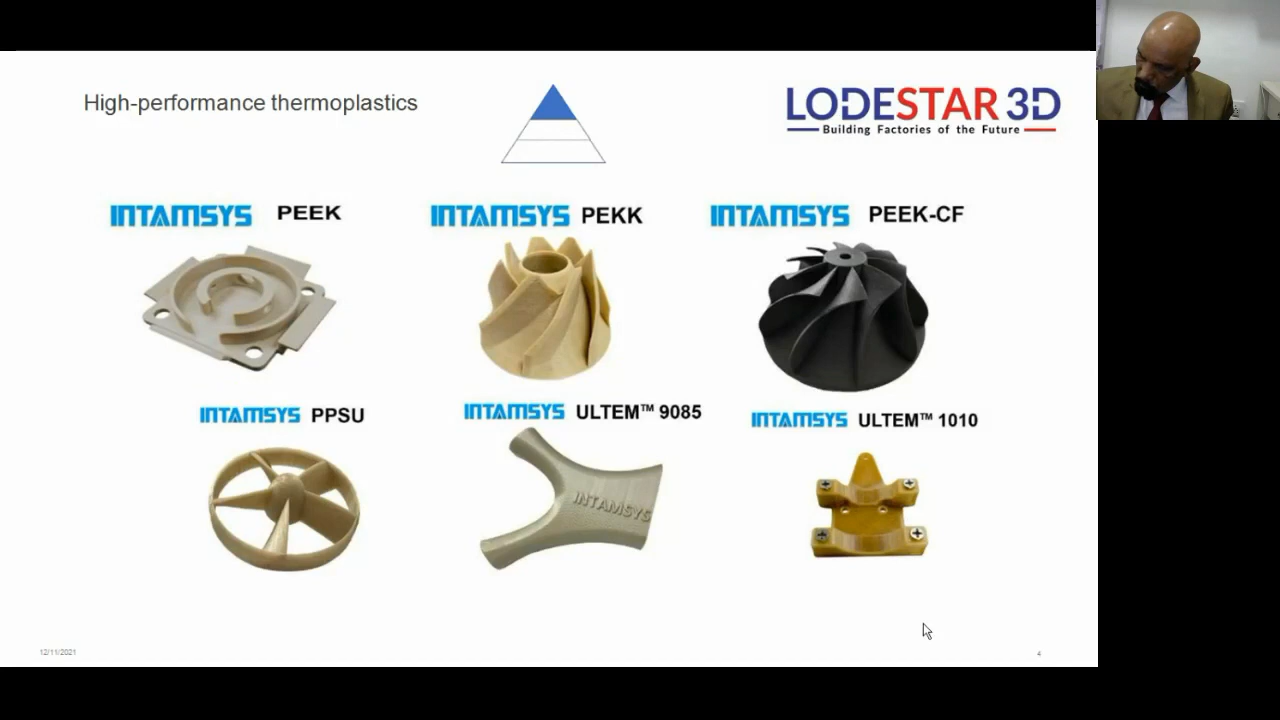 High-performance thermoplastics
LODESTAR 3D
Building Factories of the Future
INTAMSYS PEEK
INTAMSYS PEKK
INTAMSYS PEEK-CF
INTAMSYS PPSU
INTAMSYS ULTEM™ 9085
INTAMSYS ULTEM™ 1010
INTAMSYS
12/11/2021
4